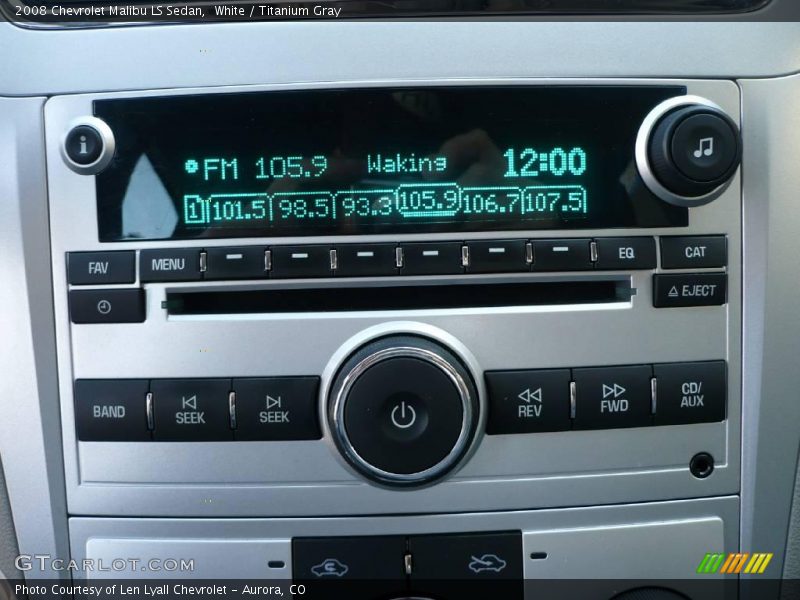 2008 Chevrolet Malibu LS Sedan, White / Titanium Gray
i
FM 105.9 Waking 12:00
1 101.5 98.5 93.3 105.9 106.7 107.5
FAV MENU EQ CAT
EJECT
BAND SEEK SEEK REV FWD CD/
AUX
GTCARLOT.COM
Photo Courtesy of Len Lyall Chevrolet - Aurora, CO